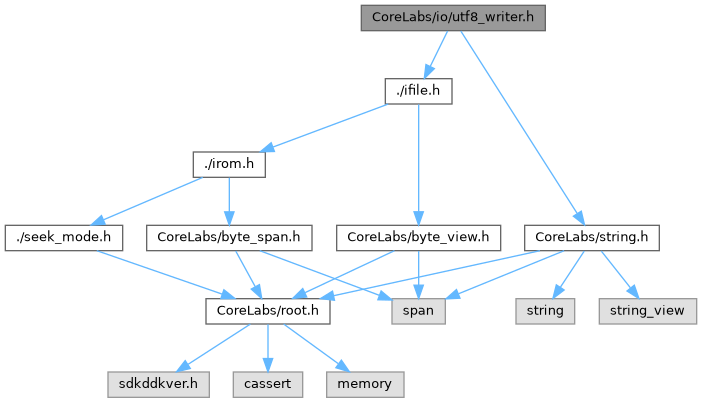 CoreLabs/io/utf8_writer.h
./ifile.h
./irom.h
./seek_mode.h
CoreLabs/byte_span.h
CoreLabs/byte_view.h
CoreLabs/string.h
CoreLabs/root.h
span
string
string_view
sdkddkver.h
cassert
memory